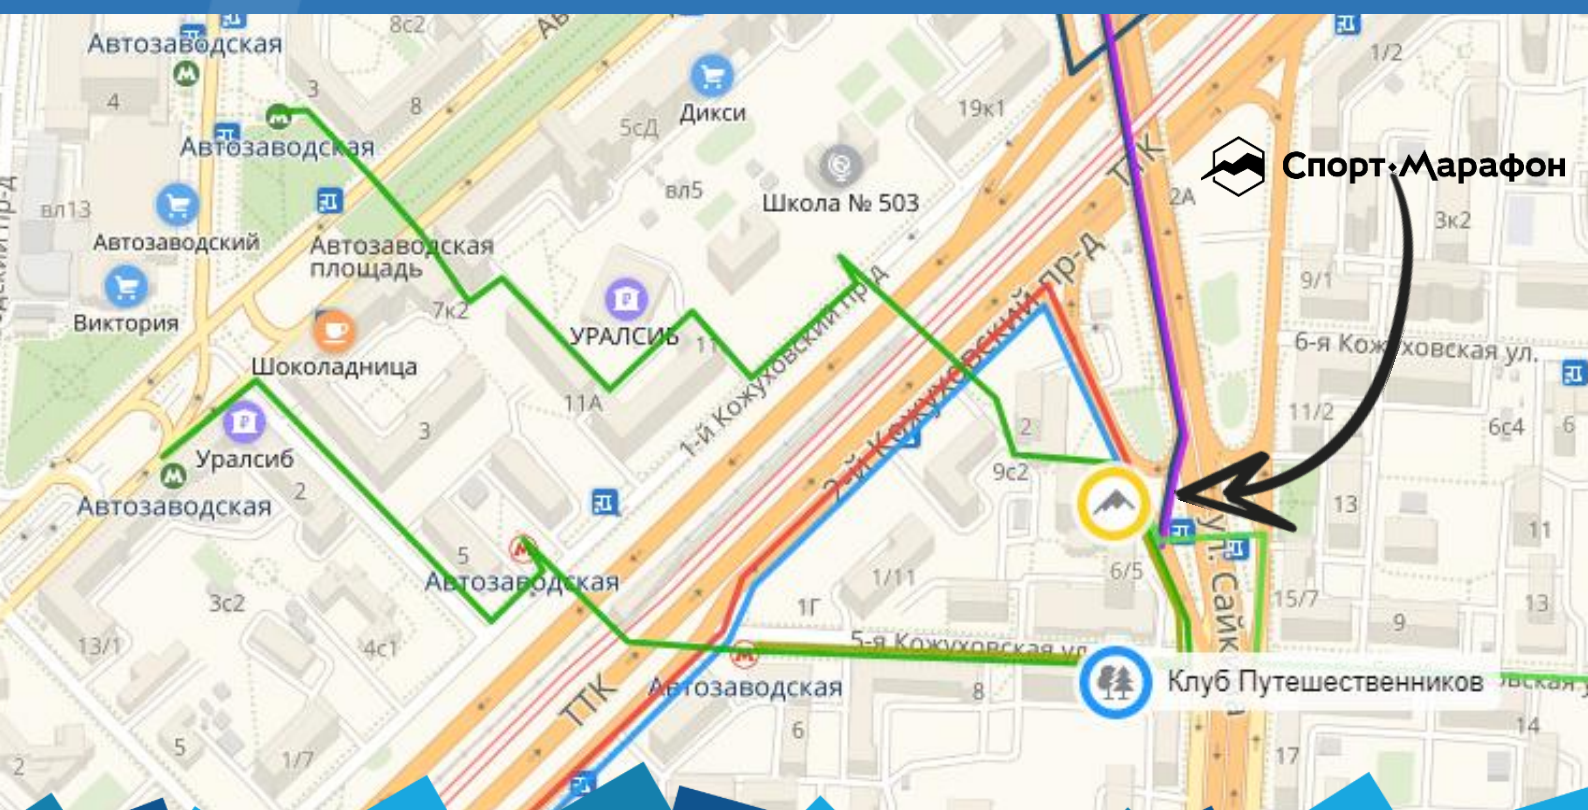 8с2
Автозаводская
1/2
3
4
8
19к1
Дикси
5сД
Автозаводская
ТТК
Спорт-Марафон
вл5
2А
Школа № 503
вл13
3к2
Автозаводский
Автозаводская
площадь
9/1
7к2
Виктория
УРАЛСИБ
11
6-я Кожуховская ул.
Шоколадница
1-й Кожуховский пр-д
2-й Кожуховский пр-д
11А
11/2
6с4
6
3
2
Уралсиб
9с2
2
Автозаводская
13
11
5
Автозаводская
6/5
1/11
ул. Сайкина
3с2
1Г
15/7
13
9
13/1
4с1
5-я Кожуховская ул.
Автозаводская
Клуб Путешественников
8
ТТК
6
14
5
1/7
17
2